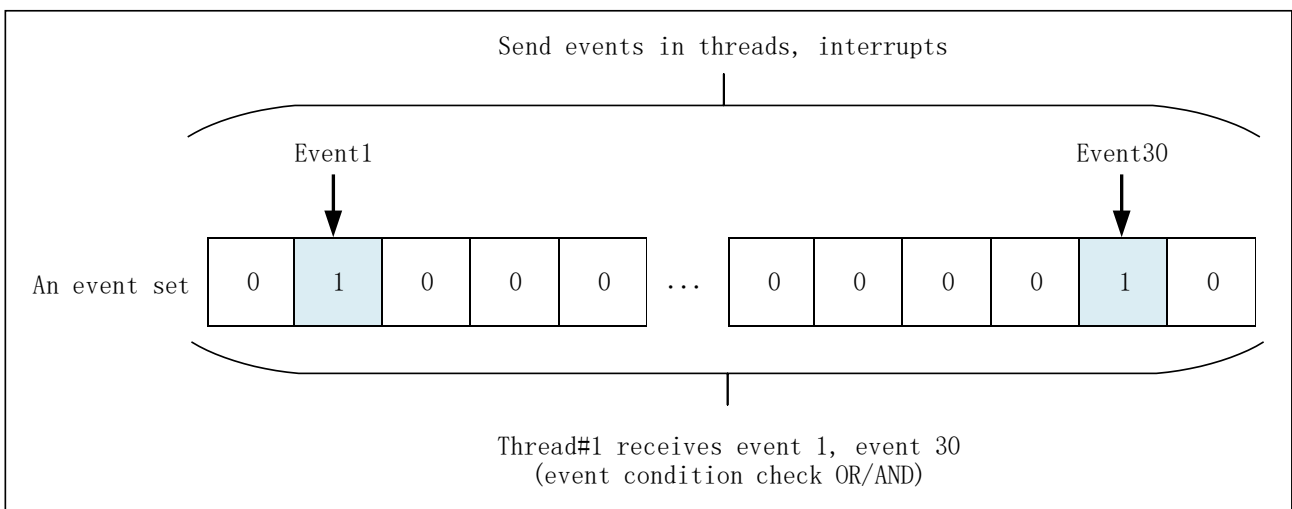 Send events in threads, interrupts
Event1 Event30
An event set 0 1 0 0 0 ... 0 0 0 0 1 0
Thread#1 receives event 1, event 30
(event condition check OR/AND)